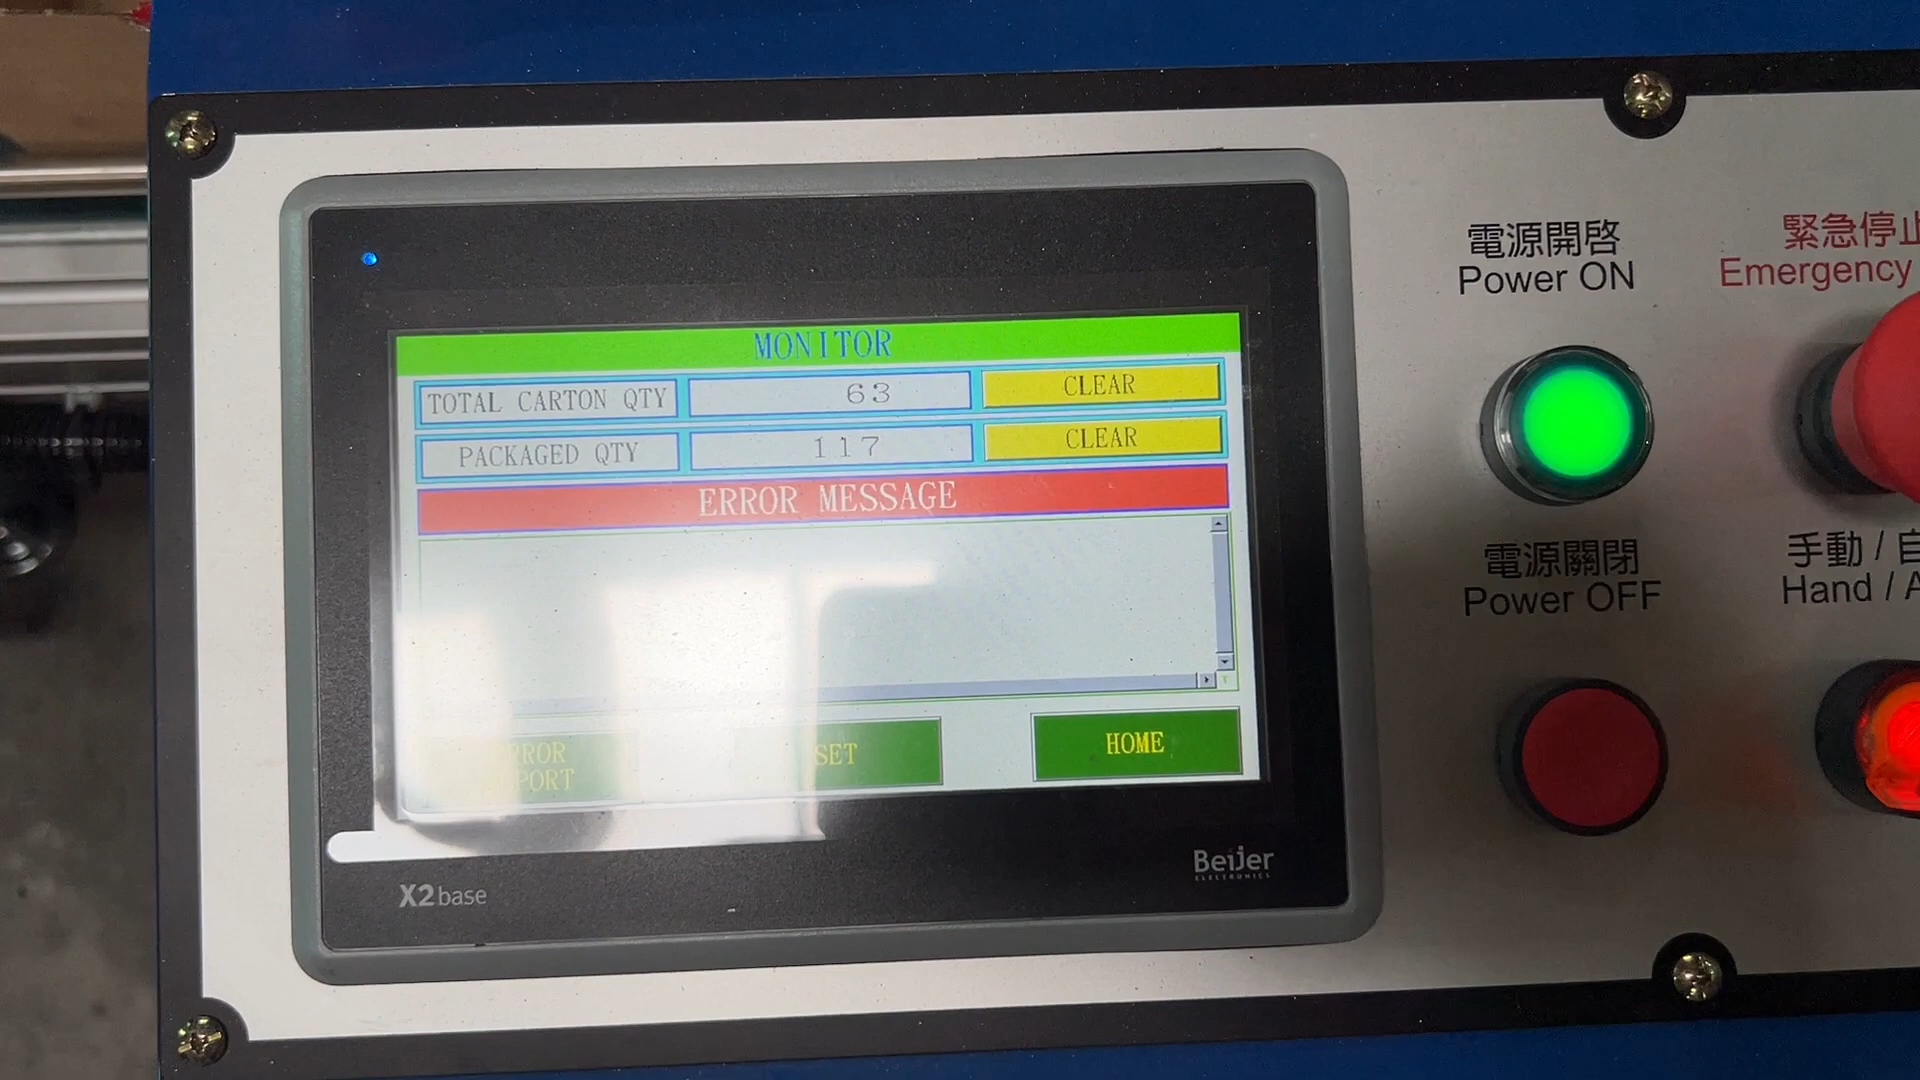 MONITOR
TOTAL CARTON QTY 63 CLEAR
PACKAGED QTY 117 CLEAR
ERROR MESSAGE
HOME
X2 base
Beijer
ELECTRONICS
電源開啓
Power ON
緊急停止
Emergency
電源關閉
Power OFF
手動 / 自
Hand / A